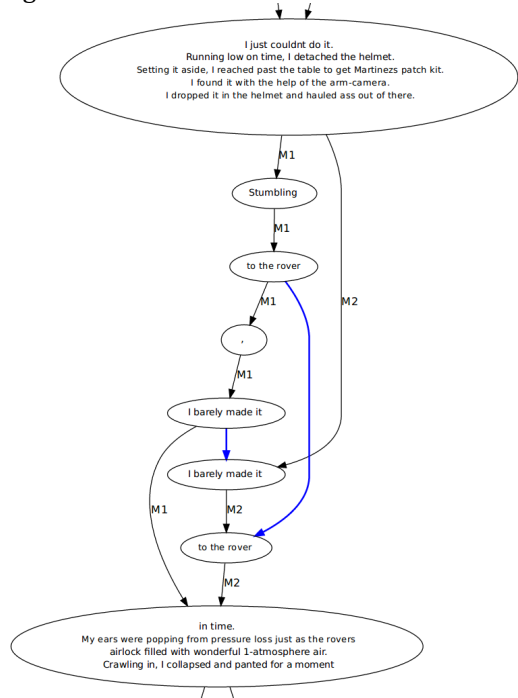 I just couldnt do it.
Running low on time, I detached the helmet.
Setting it aside, I reached past the table to get Martinezs patch kit.
I found it with the help of the arm-camera.
I dropped it in the helmet and hauled ass out of there.
M1
Stumbling
M1
to the rover
M1
M2
,
M1
I barely made it
I barely made it
M1
M2
to the rover
M2
in time.
My ears were popping from pressure loss just as the rovers
airlock filled with wonderful 1-atmosphere air.
Crawling in, I collapsed and panted for a moment